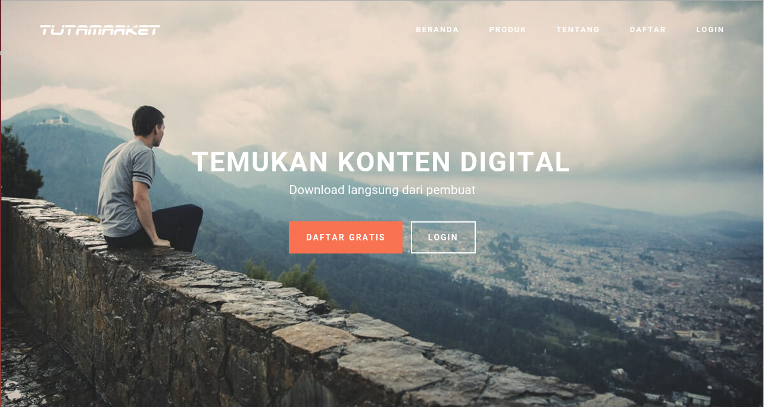 TUTAMARKET
BERANDA PRODUK TENTANG DAFTAR LOGIN
TEMUKAN KONTEN DIGITAL
Download langsung dari pembuat
DAFTAR GRATIS LOGIN